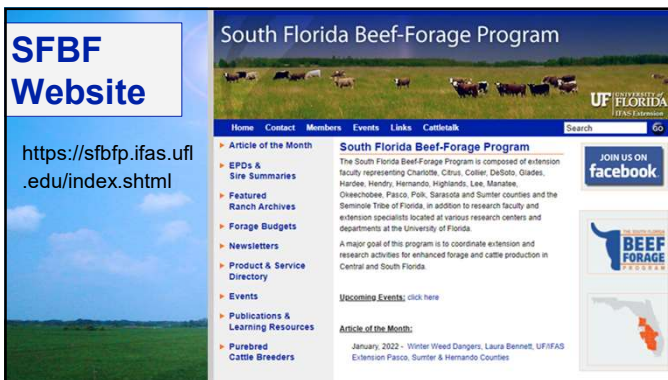 SFBF
Website
https://sfbfp.ifas.ufl
.edu/index.shtml
South Florida Beef-Forage Program
UF UNIVERSITY of
FLORIDA
IFAS Extension
Home Contact Members Events Links Cattletalk
Search GO
Article of the Month
EPDs &
Sire Summaries
Featured
Ranch Archives
Forage Budgets
Newsletters
Product & Service
Directory
Events
Publications &
Learning Resources
Purebred
Cattle Breeders
South Florida Beef-Forage Program
The South Florida Beef-Forage Program is composed of extension
faculty representing Charlotte, Citrus, Collier, DeSoto, Glades,
Hardee, Hendry, Hernando, Highlands, Lee, Manatee,
Okeechobee, Pasco, Polk, Sarasota and Sumter counties and the
Seminole Tribe of Florida, in addition to research faculty and
extension specialists located at various research centers and
departments at the University of Florida.
A major goal of this program is to coordinate extension and
research activities for enhanced forage and cattle production in
Central and South Florida.
Upcoming Events: click here
Article of the Month:
January, 2022 - Winter Weed Dangers, Laura Bennett, UF/IFAS
Extension Pasco, Sumter & Hernando Counties
JOIN US ON
facebook
THE SOUTH FLORIDA
BEEF
FORAGE
PROGRAM